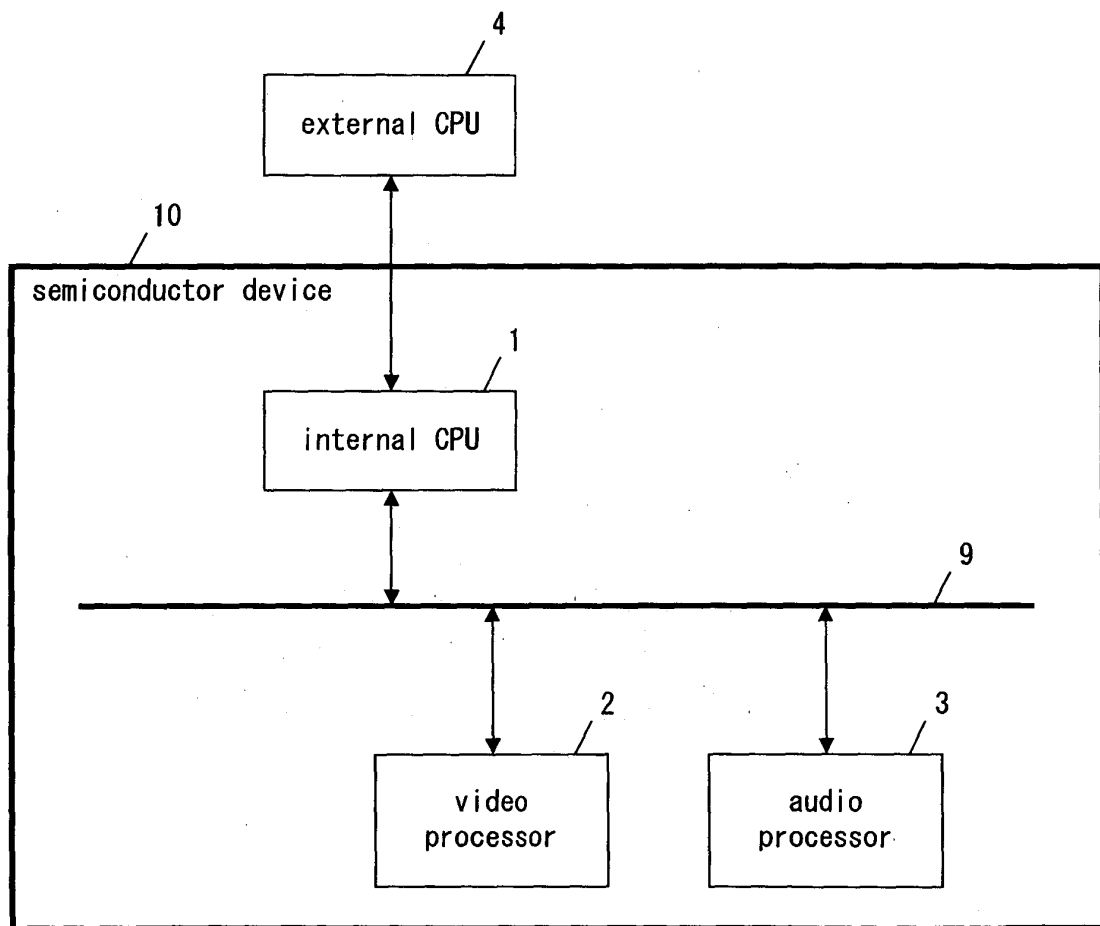 4
external CPU
10
semiconductor device
1
internal CPU
9
2
3
video
processor
audio
processor